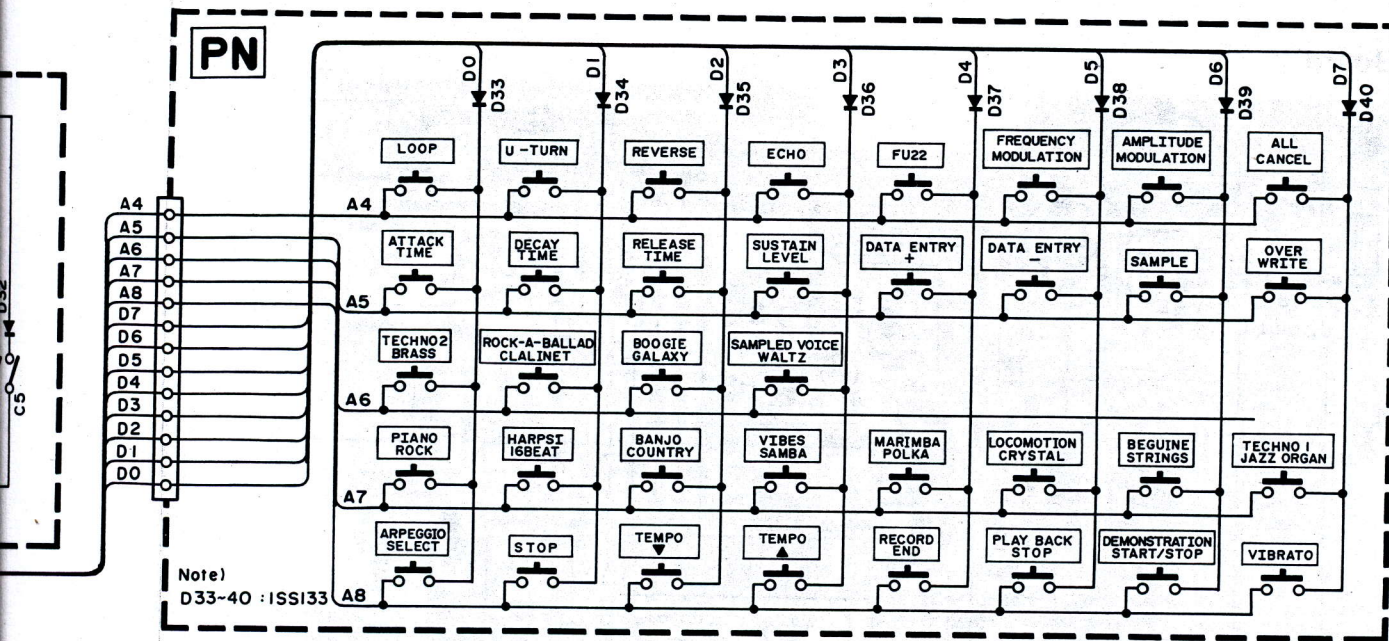 PN
D0
D1
D2
D3
D4
D5
D6
D7
D33
D34
D35
D36
D37
D38
D39
D40
LOOP
U-TURN
REVERSE
ECHO
FU22
FREQUENCY
MODULATION
AMPLITUDE
MODULATION
ALL
CANCEL
A4
A5
A6
A7
A8
D7
D6
D5
D4
D3
D2
D1
D0
A4
ATTACK
TIME
DECAY
TIME
RELEASE
TIME
SUSTAIN
LEVEL
DATA ENTRY
+
DATA ENTRY
−
SAMPLE
OVER
WRITE
A5
TECHNO2
BRASS
ROCK-A-BALLAD
CLALINET
BOOGIE
GALAXY
SAMPLED VOICE
WALTZ
A6
PIANO
ROCK
HARPSI
16BEAT
BANJO
COUNTRY
VIBES
SAMBA
MARIMBA
POLKA
LOCOMOTION
CRYSTAL
BEGUINE
STRINGS
TECHNO1
JAZZ ORGAN
A7
ARPEGGIO
SELECT
STOP
TEMPO
▼
TEMPO
▲
RECORD
END
PLAY BACK
STOP
DEMONSTRATION
START/STOP
VIBRATO
A8
Note)
D33~40 :1SS133
D32
C5